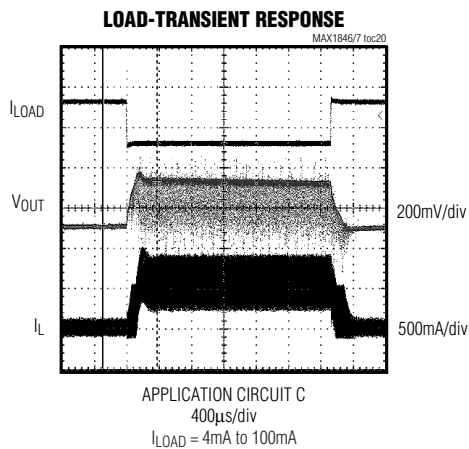 LOAD-TRANSIENT RESPONSE
MAX1846/7 toc20
ILOAD
VOUT
200mV/div
IL
500mA/div
APPLICATION CIRCUIT C
400μs/div
ILOAD = 4mA to 100mA